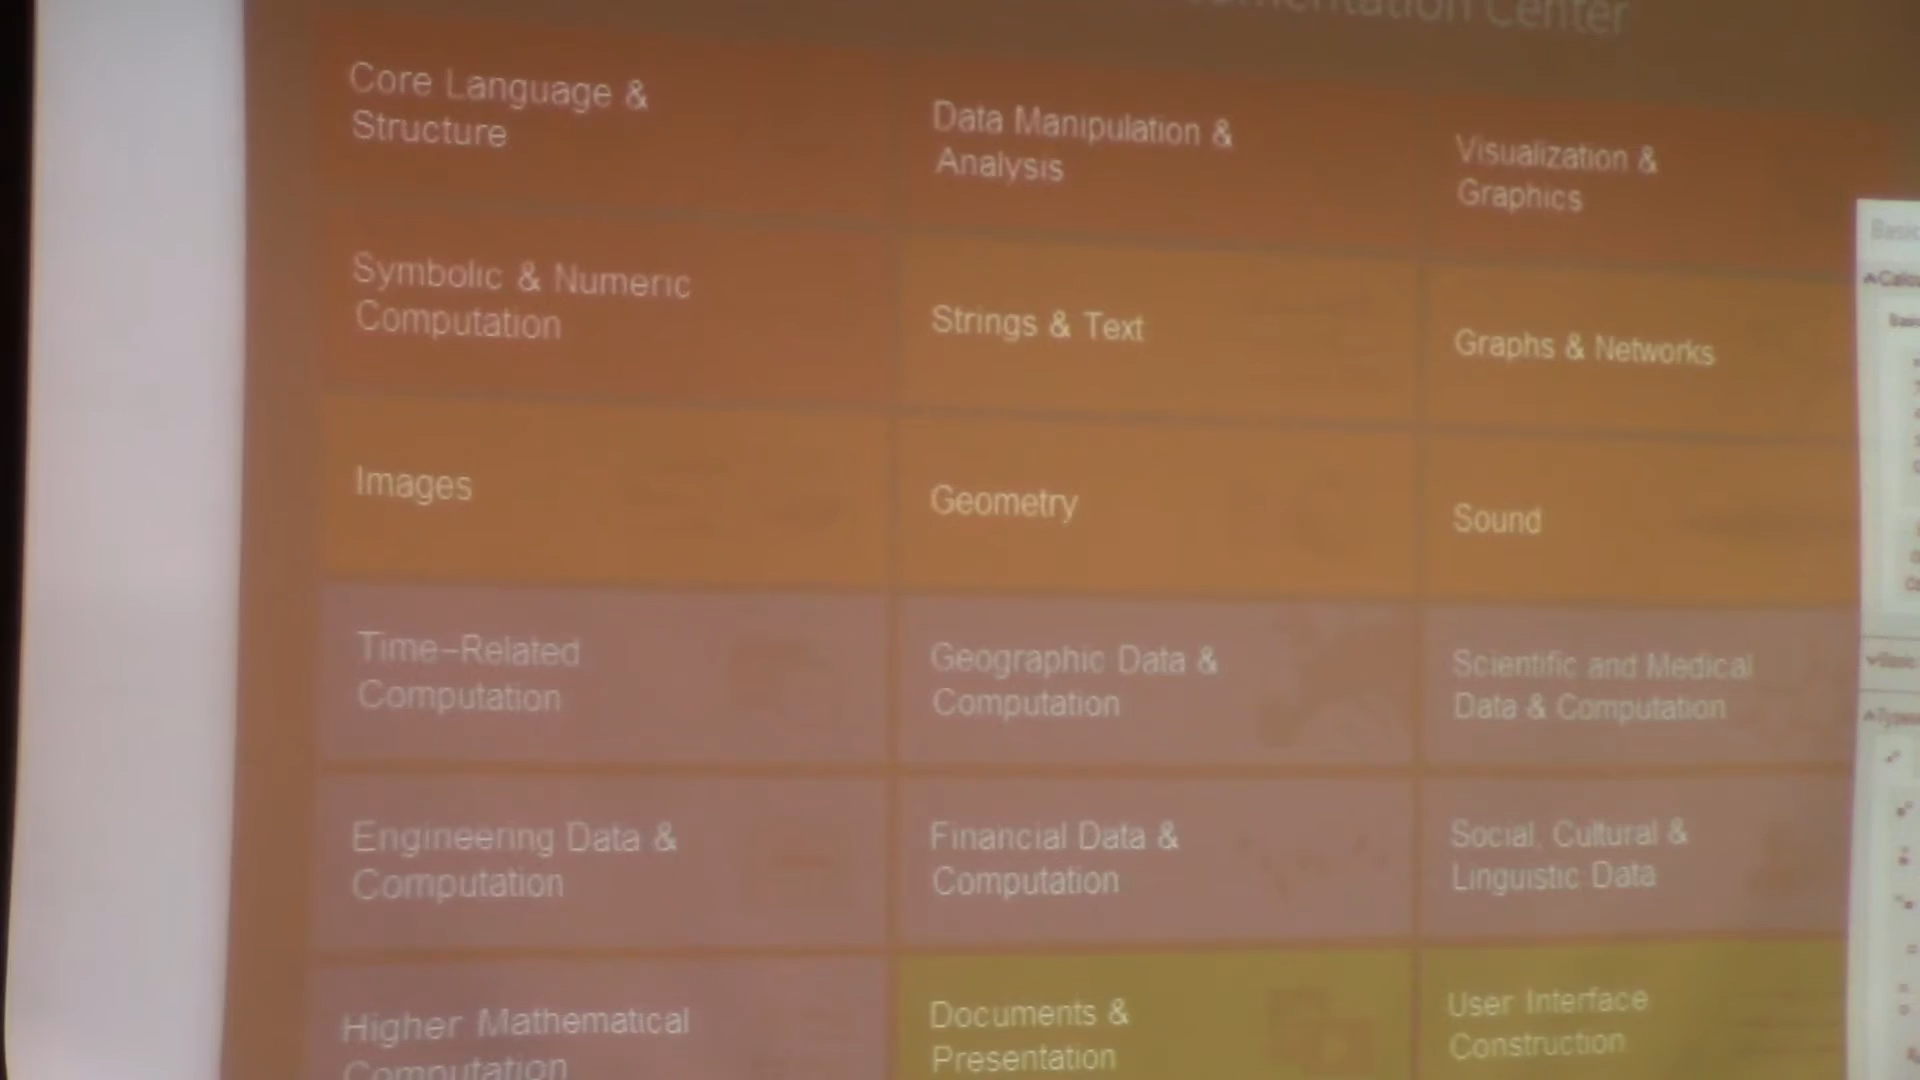 Center
Core Language &
Structure
Data Manipulation &
Analysis
Visualization &
Graphics
Symbolic & Numeric
Computation
Strings & Text
Graphs & Networks
Images
Geometry
Sound
Time-Related
Computation
Geographic Data &
Computation
Scientific and Medical
Data & Computation
Engineering Data &
Computation
Financial Data &
Computation
Social, Cultural &
Linguistic Data
Higher Mathematical
Computation
Documents &
Presentation
User Interface
Construction